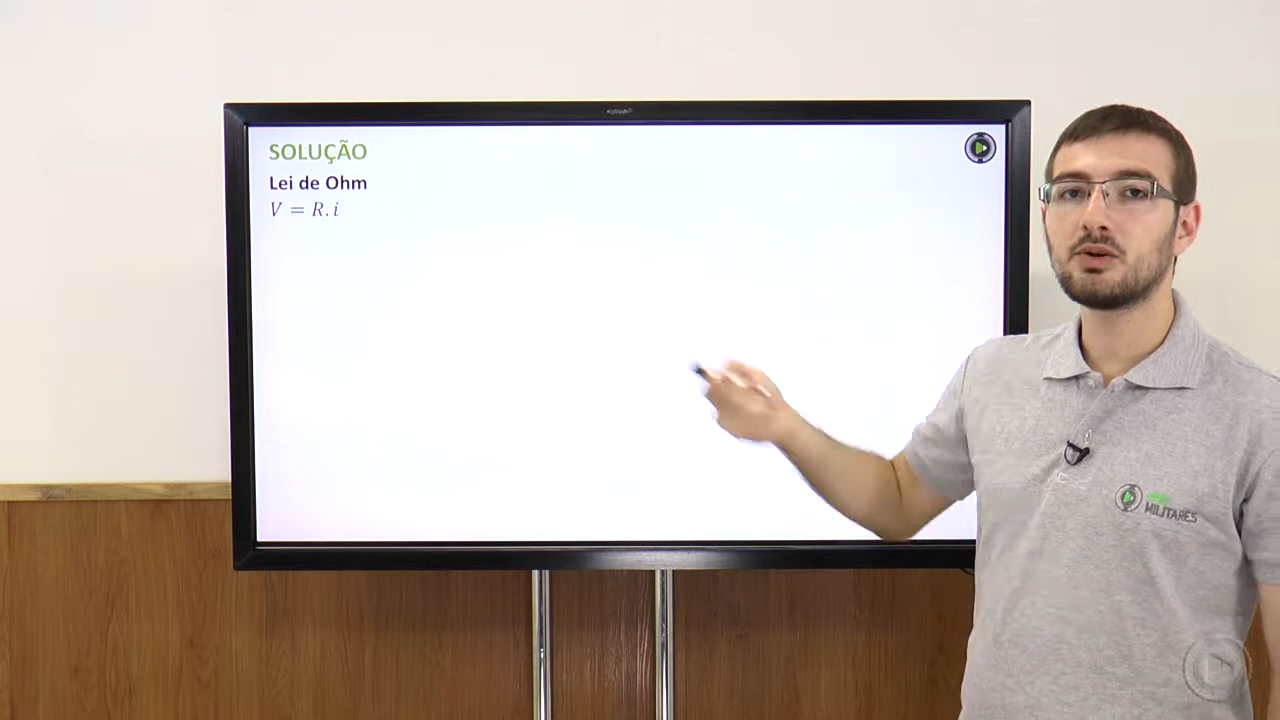 SOLUÇÃO
Lei de Ohm
V = R.i
MILITARES